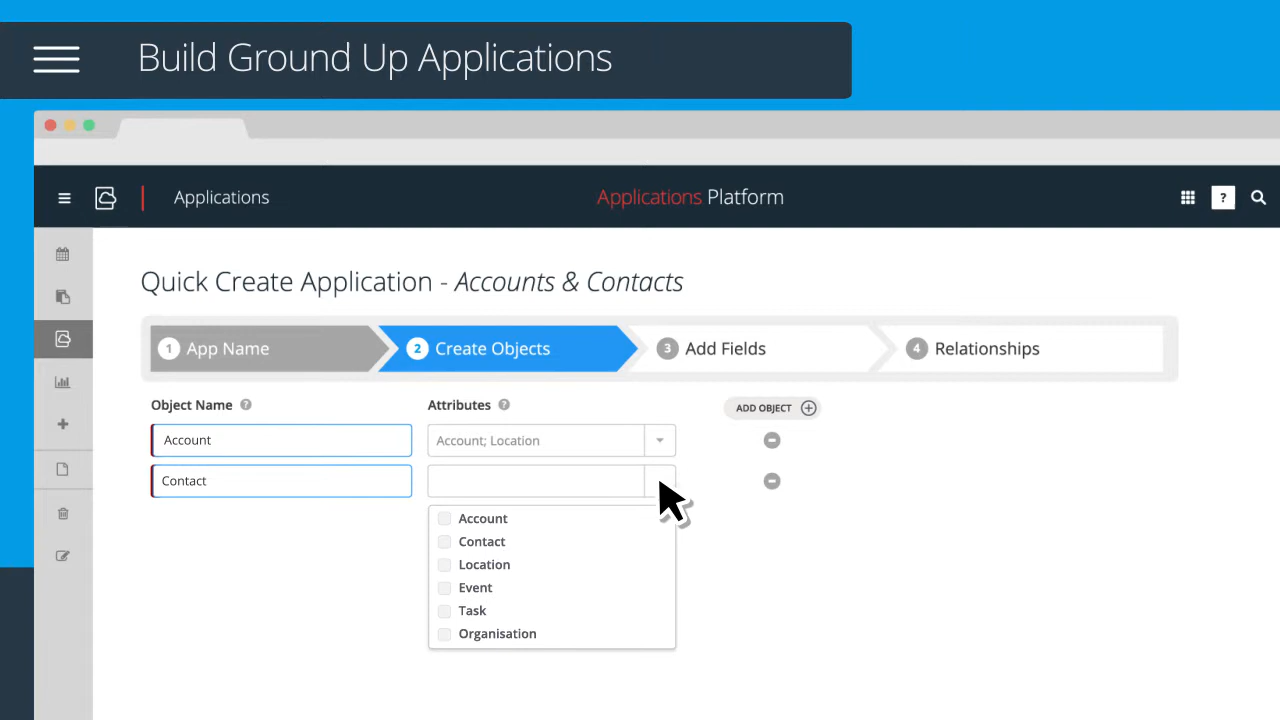 Build Ground Up Applications
Applications
Applications Platform
?
Quick Create Application - Accounts & Contacts
1 App Name
2 Create Objects
3 Add Fields
4 Relationships
Object Name ?
Attributes ?
ADD OBJECT
Account
Account; Location
Contact
Account
Contact
Location
Event
Task
Organisation